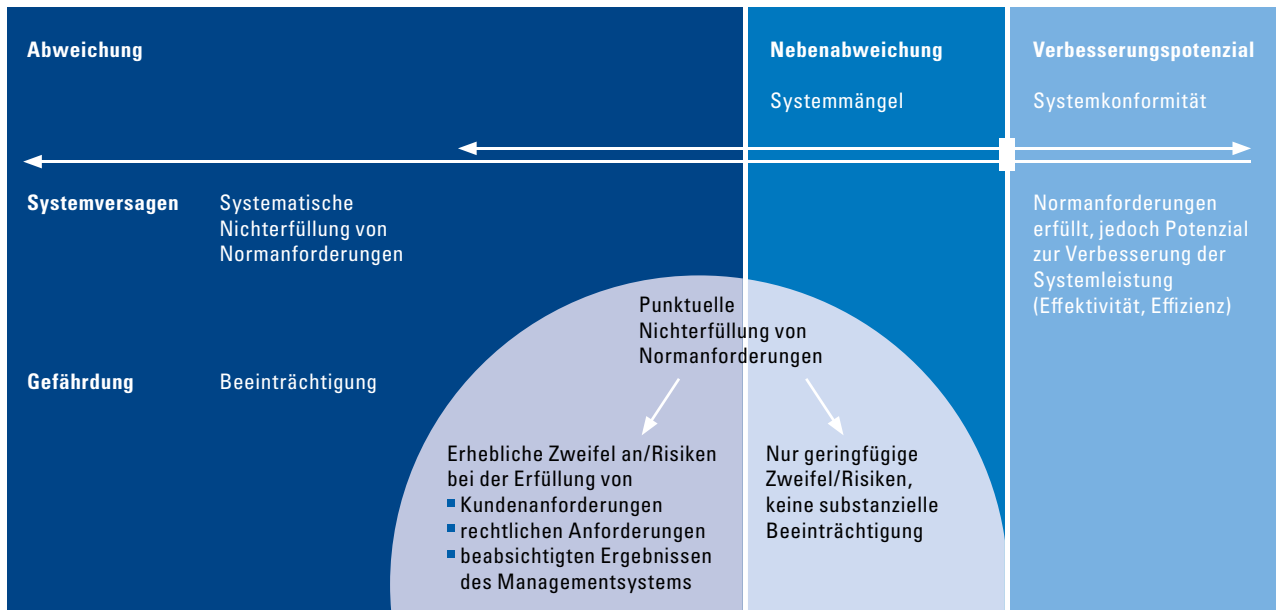 Abweichung
Nebenabweichung
Systemmängel
Verbesserungspotenzial
Systemkonformität
Systemversagen
Systematische
Nichterfüllung von
Normanforderungen
Normanforderungen
erfüllt, jedoch Potenzial
zur Verbesserung der
Systemleistung
(Effektivität, Effizienz)
Punktuelle
Nichterfüllung von
Normanforderungen
Gefährdung
Beeinträchtigung
Erhebliche Zweifel an/Risiken
bei der Erfüllung von
Kundenanforderungen
rechtlichen Anforderungen
beabsichtigten Ergebnissen
des Managementsystems
Nur geringfügige
Zweifel/Risiken,
keine substanzielle
Beeinträchtigung